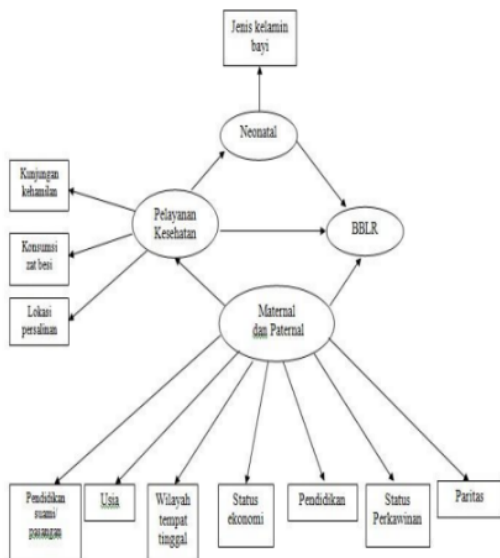 Jenis kelamin
bayi
Neonatal
Kunjungan
kehamilan
Pelayanan
Kesehatan
BBLR
Konsumsi
zat besi
Lokasi
persalinan
Maternal
dan Paternal
Pendidikan
suami/
pasangan
Usia
Wilayah
tempat
tinggal
Status
ekonomi
Pendidikan
Status
Perkawinan
Paritas